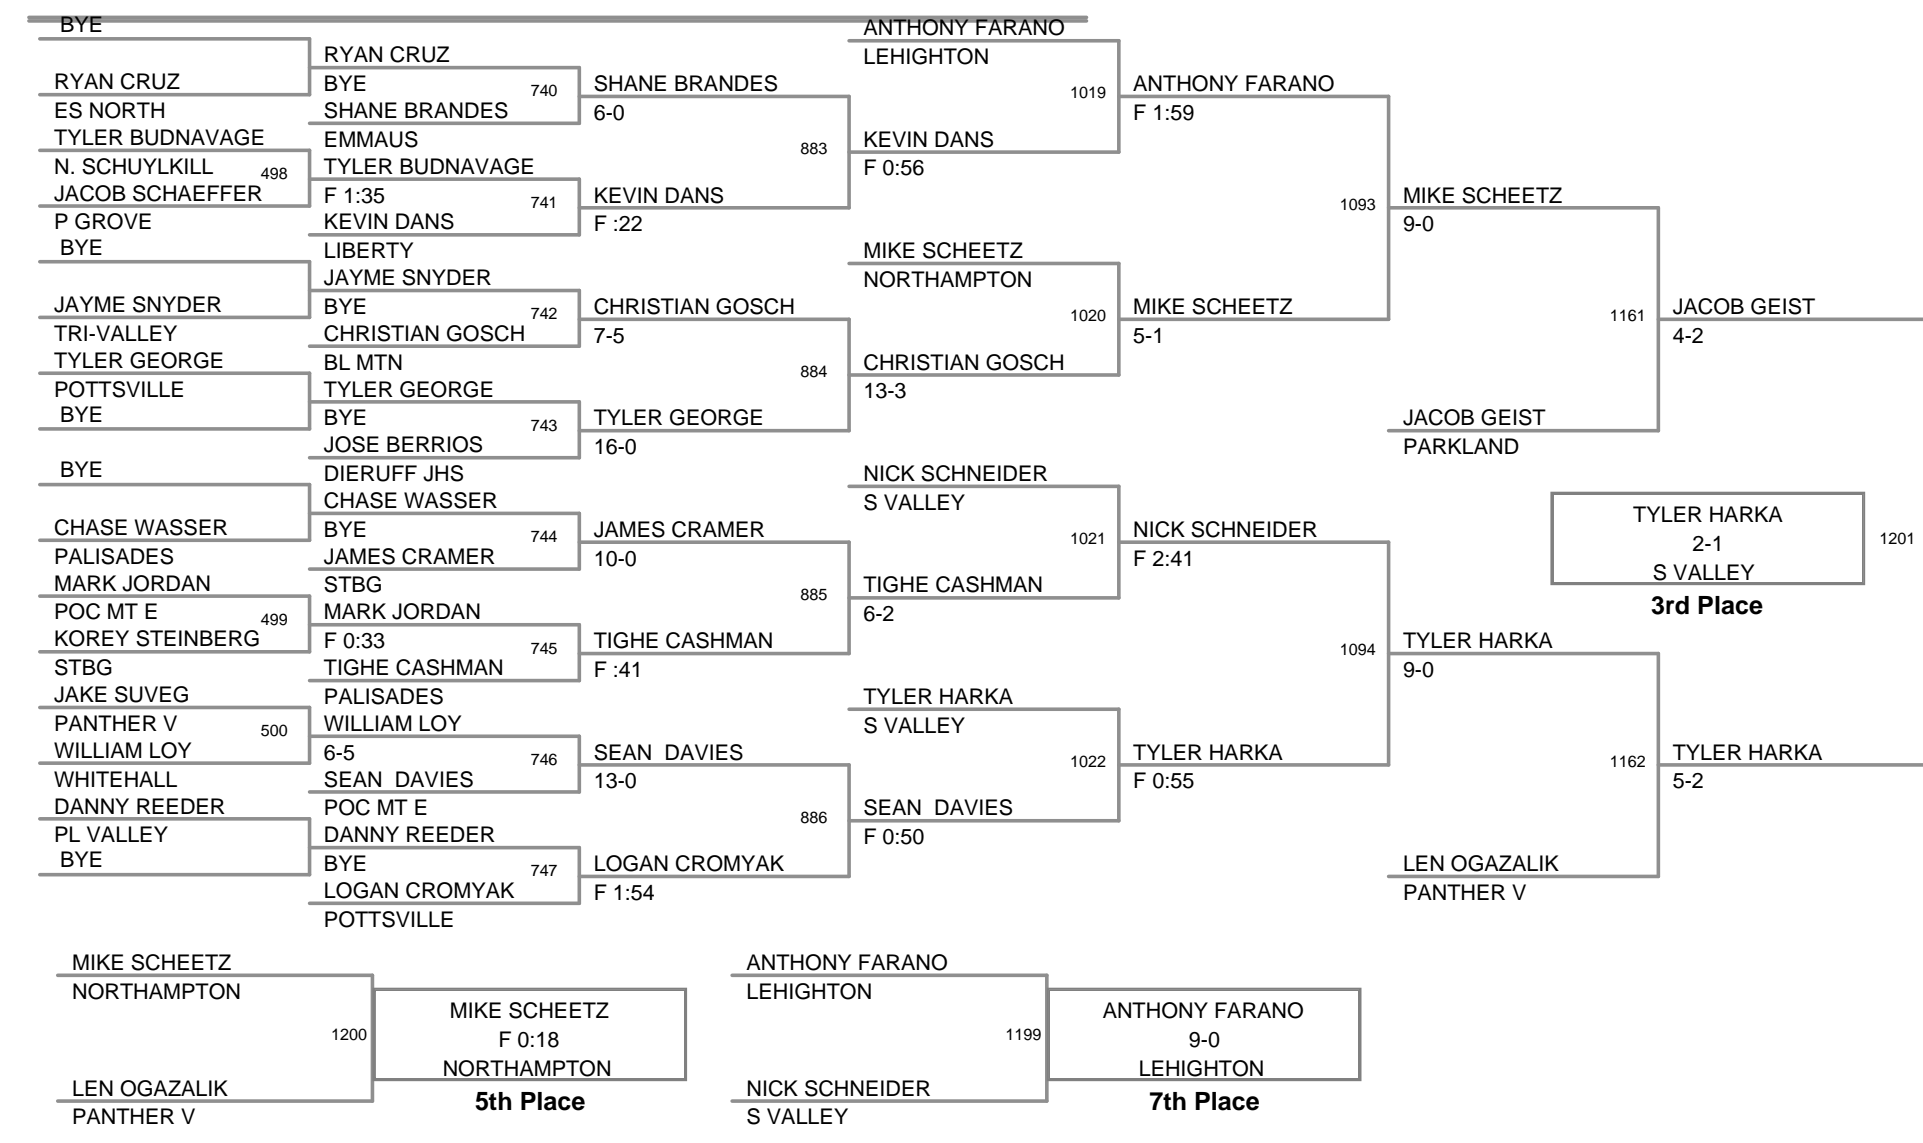 BYE
RYAN CRUZ
ES NORTH
TYLER BUDNAVAGE
N. SCHUYLKILL
498
JACOB SCHAEFFER
P GROVE
BYE
JAYME SNYDER
TRI-VALLEY
TYLER GEORGE
POTTSVILLE
BYE
BYE
CHASE WASSER
PALISADES
MARK JORDAN
POC MT E
499
KOREY STEINBERG
STBG
JAKE SUVEG
PANTHER V
500
WILLIAM LOY
WHITEHALL
DANNY REEDER
PL VALLEY
BYE
RYAN CRUZ
BYE
740
SHANE BRANDES
EMMAUS
TYLER BUDNAVAGE
F 1:35
741
KEVIN DANS
LIBERTY
JAYME SNYDER
BYE
742
CHRISTIAN GOSCH
BL MTN
TYLER GEORGE
BYE
743
JOSE BERRIOS
DIERUFF JHS
CHASE WASSER
BYE
744
JAMES CRAMER
STBG
MARK JORDAN
F 0:33
745
TIGHE CASHMAN
PALISADES
WILLIAM LOY
6-5
746
SEAN  DAVIES
POC MT E
DANNY REEDER
BYE
747
LOGAN CROMYAK
POTTSVILLE
SHANE BRANDES
6-0
883
KEVIN DANS
F :22
CHRISTIAN GOSCH
7-5
884
TYLER GEORGE
16-0
JAMES CRAMER
10-0
885
TIGHE CASHMAN
F :41
SEAN  DAVIES
13-0
886
LOGAN CROMYAK
F 1:54
ANTHONY FARANO
LEHIGHTON
1019
KEVIN DANS
F 0:56
MIKE SCHEETZ
NORTHAMPTON
1020
CHRISTIAN GOSCH
13-3
NICK SCHNEIDER
S VALLEY
1021
TIGHE CASHMAN
6-2
TYLER HARKA
S VALLEY
1022
SEAN  DAVIES
F 0:50
ANTHONY FARANO
F 1:59
1093
MIKE SCHEETZ
5-1
NICK SCHNEIDER
F 2:41
1094
TYLER HARKA
F 0:55
MIKE SCHEETZ
9-0
1161
JACOB GEIST
PARKLAND
TYLER HARKA
9-0
1162
LEN OGAZALIK
PANTHER V
JACOB GEIST
4-2
TYLER HARKA
2-1
S VALLEY
1201
3rd Place
TYLER HARKA
5-2
MIKE SCHEETZ
NORTHAMPTON
1200
LEN OGAZALIK
PANTHER V
MIKE SCHEETZ
F 0:18
NORTHAMPTON
5th Place
ANTHONY FARANO
LEHIGHTON
1199
NICK SCHNEIDER
S VALLEY
ANTHONY FARANO
9-0
LEHIGHTON
7th Place